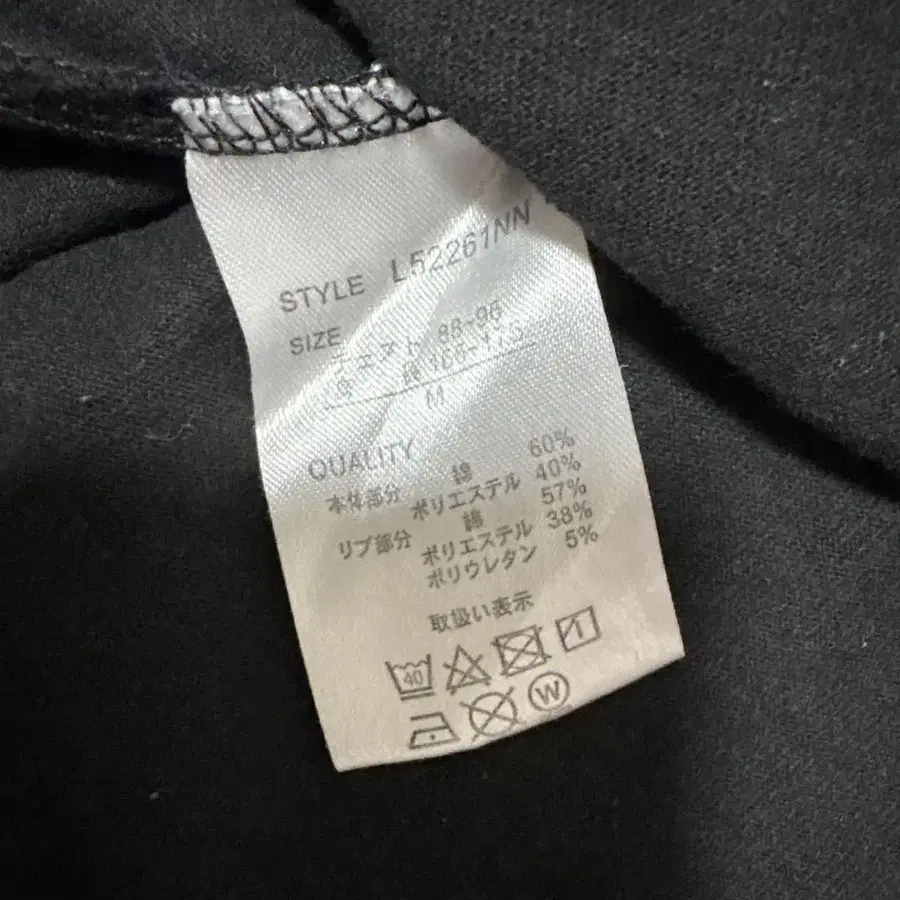 STYLE L52261NN
SIZE
チェスト 88-96
身 長 165-175
M
QUALITY
本体部分 綿 60%
ポリエステル 40%
リブ部分 綿 57%
ポリエステル 38%
ポリウレタン 5%
取扱い表示
40
W